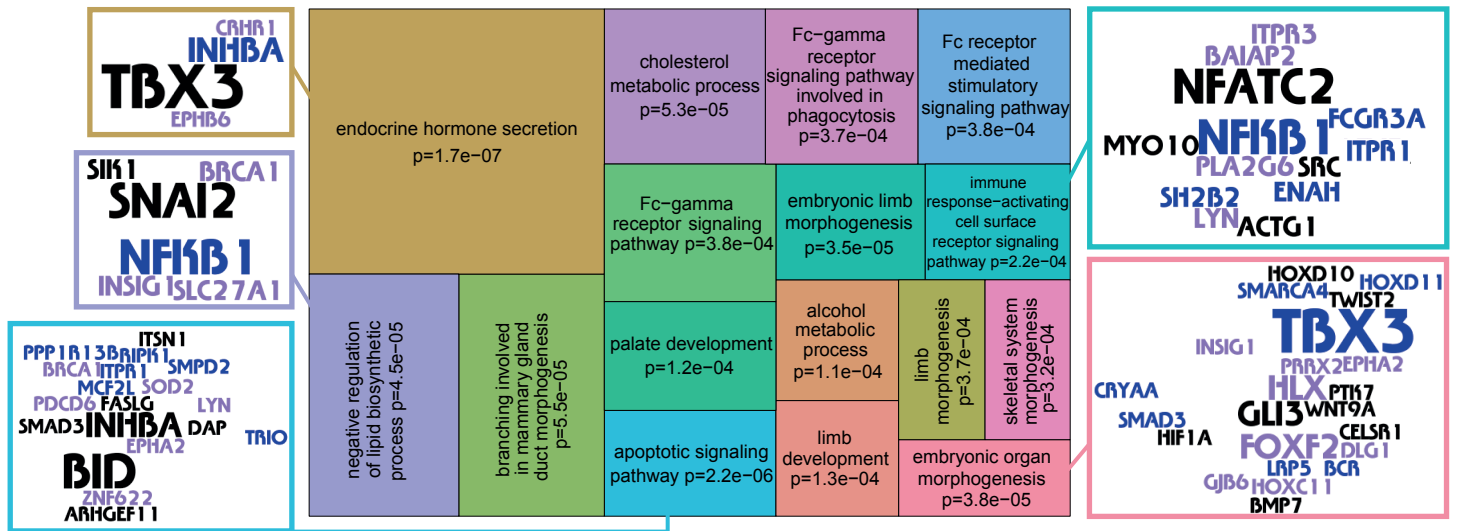 CRHR1
INHBA
TBX3
EPHB6
SIK1
BRCA1
SNAI2
NFKB1
INSIG1
SLC27A1
ITSN1
PPP1R13B
RIPK1
BRCA1
ITPR1
SMPD2
MCF2L
SOD2
PDCD6
FASLG
LYN
SMAD3
INHBA
DAP
TRIO
EPHA2
BID
ZNF622
ARHGEF11
endocrine hormone secretion
p=1.7e−07
cholesterol
metabolic process
p=5.3e−05
Fc−gamma
receptor
signaling pathway
involved in
phagocytosis
p=3.7e−04
Fc receptor
mediated
stimulatory
signaling pathway
p=3.8e−04
Fc−gamma
receptor signaling
pathway p=3.8e−04
embryonic limb
morphogenesis
p=3.5e−05
immune
response−activating
cell surface
receptor signaling
pathway p=2.2e−04
negative regulation
of lipid biosynthetic
process p=4.5e−05
branching involved
in mammary gland
duct morphogenesis
p=5.5e−05
palate development
p=1.2e−04
alcohol
metabolic
process
p=1.1e−04
limb
morphogenesis
p=3.7e−04
skeletal system
morphogenesis
p=3.2e−04
apoptotic signaling
pathway p=2.2e−06
limb
development
p=1.3e−04
embryonic organ
morphogenesis
p=3.8e−05
ITPR3
BAIAP2
NFATC2
FCGR3A
NFKB1
MYO10
ITPR1
PLA2G6
SRC
SH2B2
ENAH
LYN
ACTG1
HOXD10
HOXD11
SMARCA4
TWIST2
TBX3
INSIG1
PRRX2
EPHA2
HLX
PTK7
CRYAA
GLI3
WNT9A
SMAD3
HIF1A
CELSR1
FOXF2
DLG1
LRP5
BCR
GJB6
HOXC11
BMP7